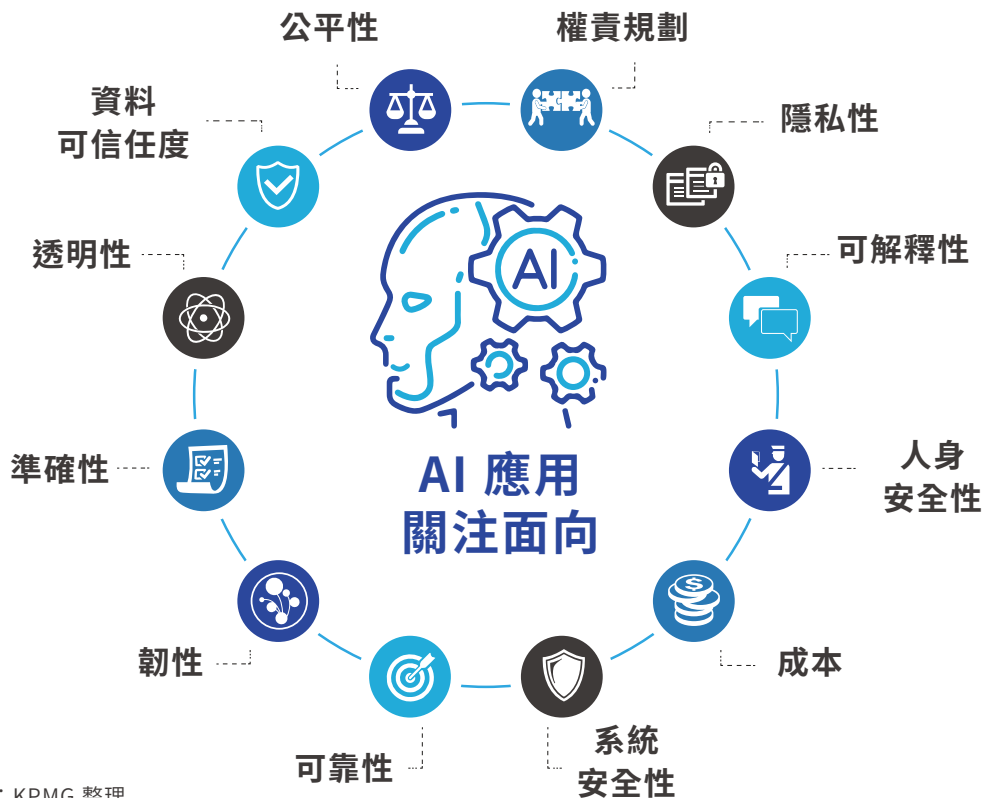 公平性
權責規劃
資料
可信任度
隱私性
透明性
可解釋性
AI
準確性
人身
安全性
AI 應用
關注面向
韌性
成本
可靠性
系統
安全性
：KPMG 整理